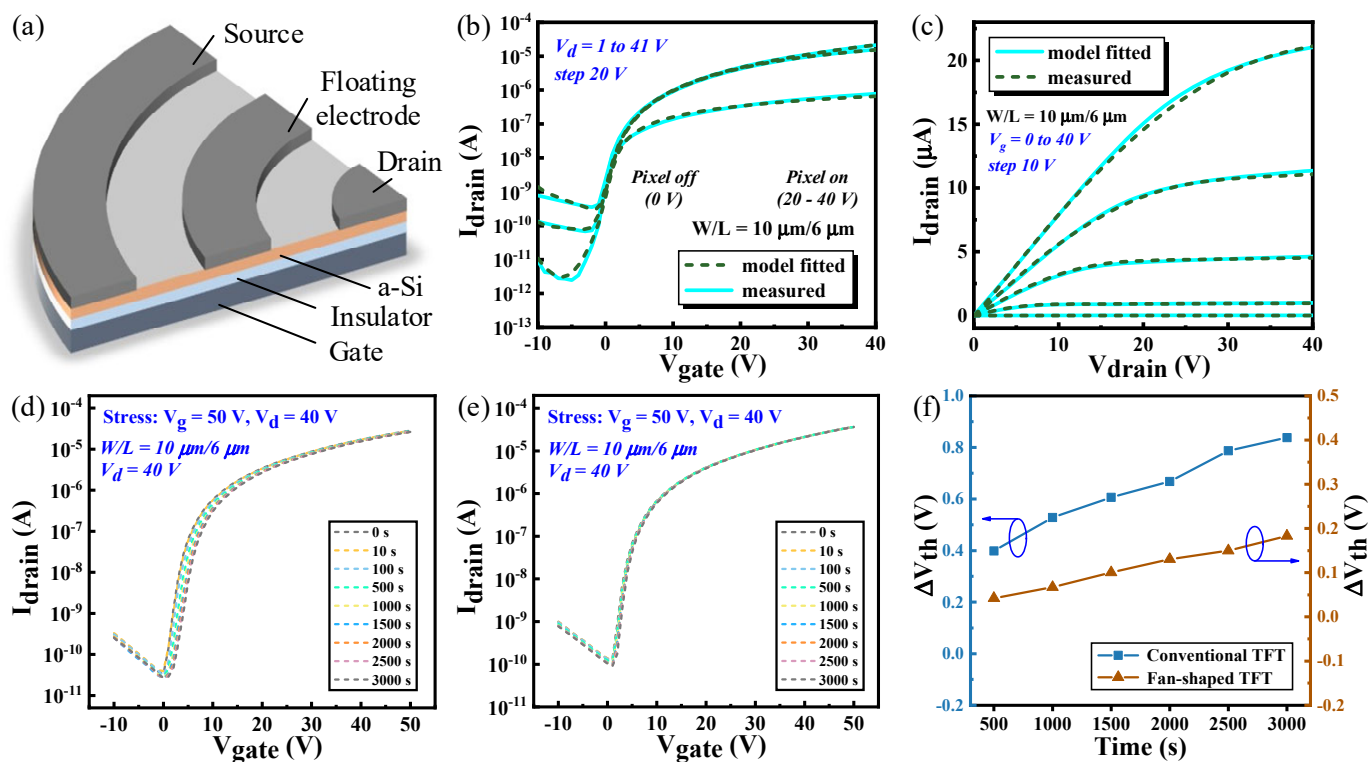 (a)
Source
Floating
electrode
Drain
a-Si
Insulator
Gate
(b)
V_d = 1 to 41 V
step 20 V
Pixel off
(0 V)
Pixel on
(20 - 40 V)
W/L = 10 μm/6 μm
model fitted
measured
10^-4
10^-5
10^-6
10^-7
10^-8
10^-9
10^-10
10^-11
10^-12
10^-13
I_drain (A)
-10 0 10 20 30 40
V_gate (V)
(c)
model fitted
measured
W/L = 10 μm/6 μm
V_g = 0 to 40 V
step 10 V
20
15
10
5
0
I_drain (μA)
0 10 20 30 40
V_drain (V)
(d)
Stress: V_g = 50 V, V_d = 40 V
W/L = 10 μm/6 μm
V_d = 40 V
0 s
10 s
100 s
500 s
1000 s
1500 s
2000 s
2500 s
3000 s
10^-4
10^-5
10^-6
10^-7
10^-8
10^-9
10^-10
10^-11
I_drain (A)
-10 0 10 20 30 40 50
V_gate (V)
(e)
Stress: V_g = 50 V, V_d = 40 V
W/L = 10 μm/6 μm
V_d = 40 V
0 s
10 s
100 s
500 s
1000 s
1500 s
2000 s
2500 s
3000 s
10^-4
10^-5
10^-6
10^-7
10^-8
10^-9
10^-10
10^-11
I_drain (A)
-10 0 10 20 30 40 50
V_gate (V)
(f)
1.0
0.8
0.6
0.4
0.2
0.0
-0.2
ΔV_th (V)
0.5
0.4
0.3
0.2
0.1
0.0
-0.1
-0.2
ΔV_th (V)
Conventional TFT
Fan-shaped TFT
500 1000 1500 2000 2500 3000
Time (s)